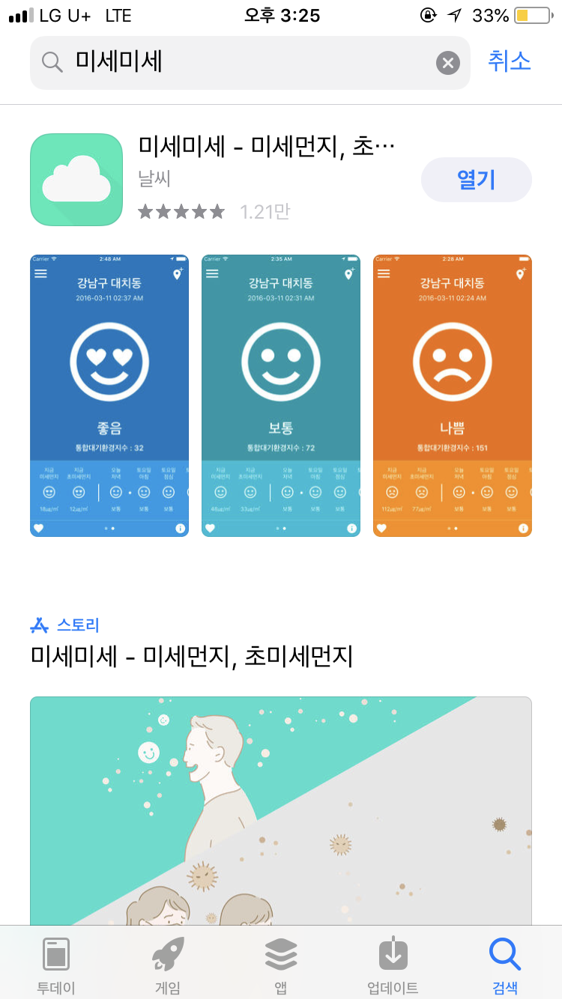 LG U+ LTE 오후 3:25 33%
미세미세 취소
미세미세 - 미세먼지, 초…
날씨
열기
1.21만
Carrier 2:48 AM
강남구 대치동
2016-03-11 02:37 AM
좋음
통합대기환경지수 : 32
지금 지금 오늘 토요일 토요일
미세먼지 초미세먼지 저녁 아침 점심
18㎍/㎥ 12㎍/㎥ 보통 보통 보통
Carrier 2:35 AM
강남구 대치동
2016-03-11 02:31 AM
보통
통합대기환경지수 : 72
지금 지금 오늘 토요일 토요일
미세먼지 초미세먼지 저녁 아침 점심
46㎍/㎥ 33㎍/㎥ 보통 보통 보통
Carrier 2:28 AM
강남구 대치동
2016-03-11 02:24 AM
나쁨
통합대기환경지수 : 151
지금 지금 오늘 토요일 토요일
미세먼지 초미세먼지 저녁 아침 점심
112㎍/㎥ 77㎍/㎥ 보통 보통 보통
스토리
미세미세 - 미세먼지, 초미세먼지
투데이 게임 앱 업데이트 검색